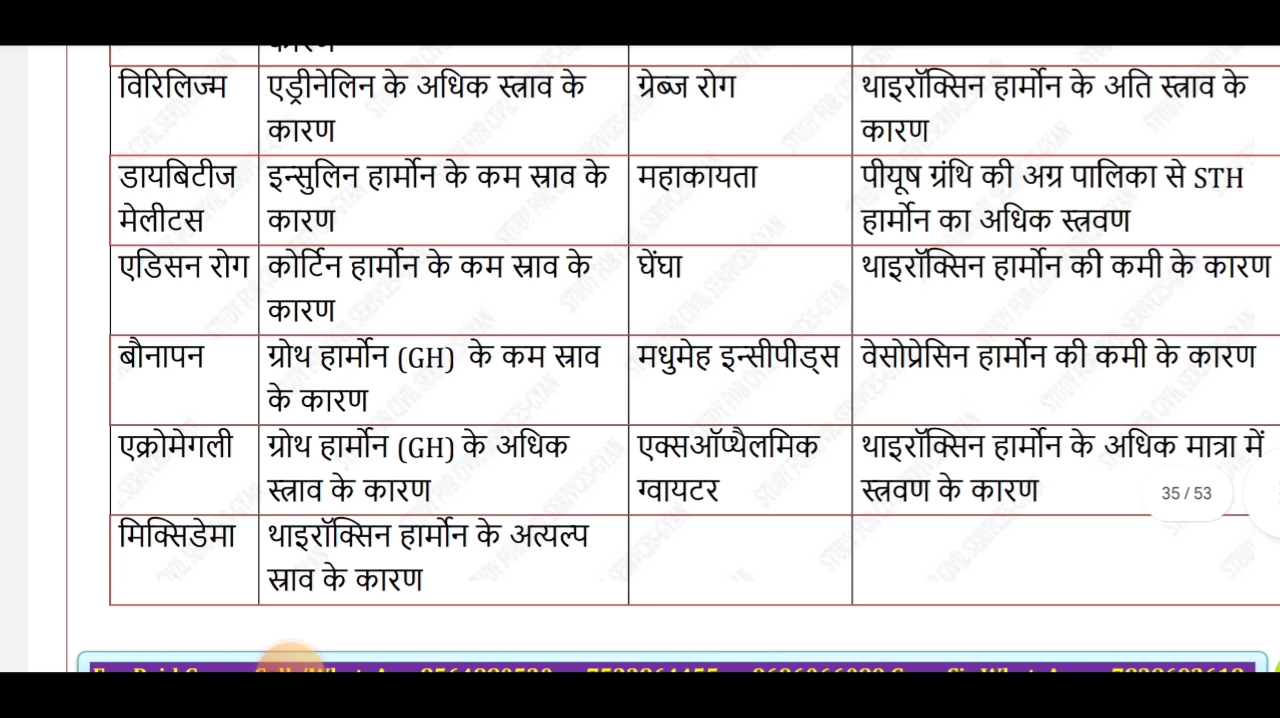 कारण
विरिलिज्म
एड्रीनेलिन के अधिक स्त्राव के
कारण
ग्रेब्ज रोग
थाइरॉक्सिन हार्मोन के अति स्त्राव के
कारण
डायबिटीज
मेलीटस
इन्सुलिन हार्मोन के कम स्राव के
कारण
महाकायता
पीयूष ग्रंथि की अग्र पालिका से STH
हार्मोन का अधिक स्त्रवण
एडिसन रोग
कोर्टिन हार्मोन के कम स्राव के
कारण
घेंघा
थाइरॉक्सिन हार्मोन की कमी के कारण
बौनापन
ग्रोथ हार्मोन (GH) के कम स्राव
के कारण
मधुमेह इन्सीपीड्स
वेसोप्रेसिन हार्मोन की कमी के कारण
एक्रोमेगली
ग्रोथ हार्मोन (GH) के अधिक
स्त्राव के कारण
एक्सऑप्थैलमिक
ग्वायटर
थाइरॉक्सिन हार्मोन के अधिक मात्रा में
स्त्रवण के कारण
35 / 53
मिक्सिडेमा
थाइरॉक्सिन हार्मोन के अत्यल्प
स्राव के कारण